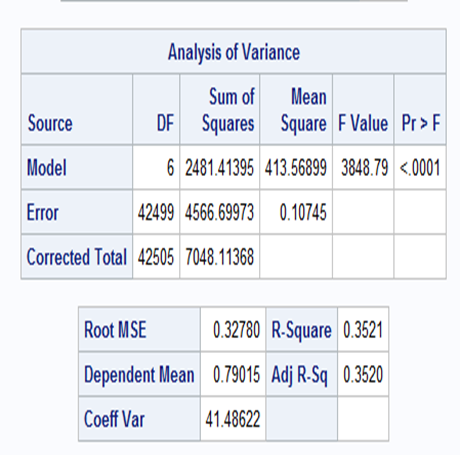 Analysis of Variance
Source DF Sum of Squares Mean Square F Value Pr > F
Model 6 2481.41395 413.56899 3848.79 <.0001
Error 42499 4566.69973 0.10745
Corrected Total 42505 7048.11368
Root MSE 0.32780 R-Square 0.3521
Dependent Mean 0.79015 Adj R-Sq 0.3520
Coeff Var 41.48622